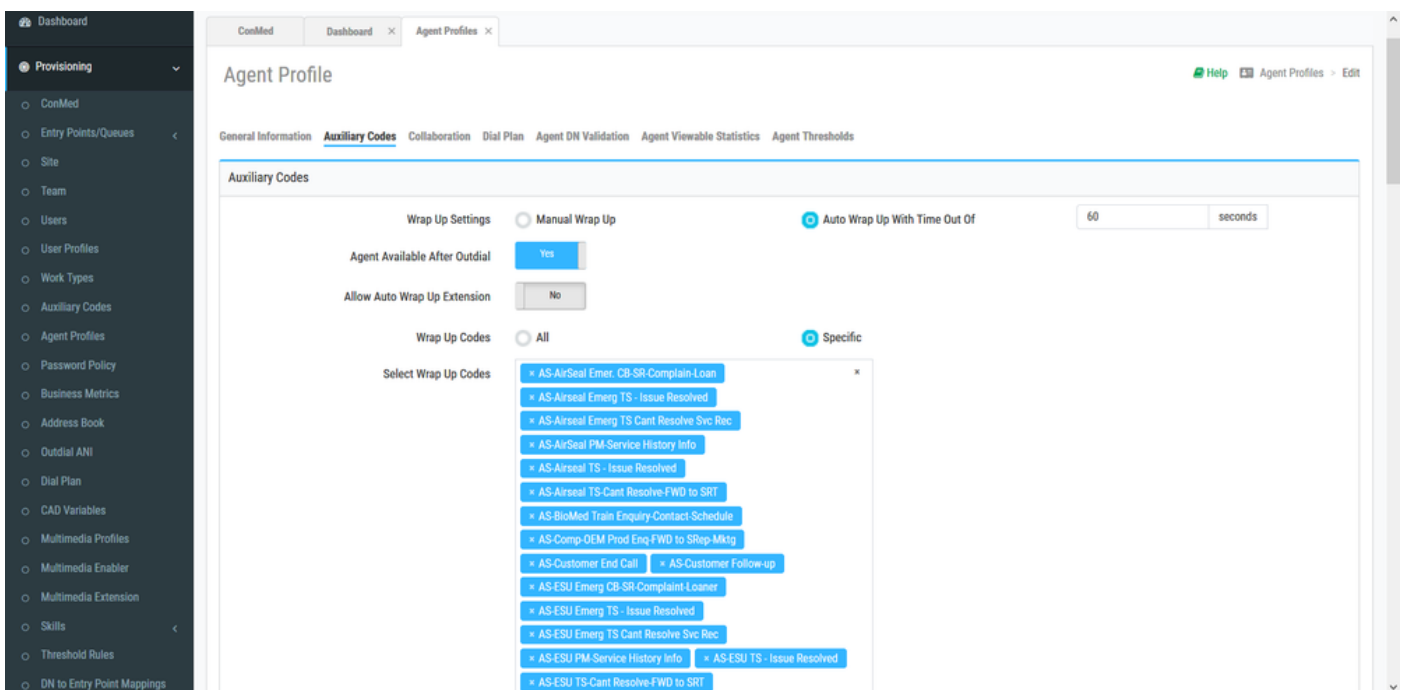 Dashboard
Provisioning
ConMed
Entry Points/Queues
Site
Team
Users
User Profiles
Work Types
Auxiliary Codes
Agent Profiles
Password Policy
Business Metrics
Address Book
Outdial ANI
Dial Plan
CAD Variables
Multimedia Profiles
Multimedia Enabler
Multimedia Extension
Skills
Threshold Rules
DN to Entry Point Mappings
ConMed Dashboard × Agent Profiles ×
Agent Profile
Help Agent Profiles > Edit
General Information Auxiliary Codes Collaboration Dial Plan Agent DN Validation Agent Viewable Statistics Agent Thresholds
Auxiliary Codes
Wrap Up Settings Manual Wrap Up Auto Wrap Up With Time Out Of 60 seconds
Agent Available After Outdial Yes
Allow Auto Wrap Up Extension No
Wrap Up Codes All Specific
Select Wrap Up Codes × AS-AirSeal Emer. CB-SR-Complain-Loan ×
× AS-Airseal Emerg TS - Issue Resolved
× AS-Airseal Emerg TS Cant Resolve Svc Rec
× AS-AirSeal PM-Service History Info
× AS-Airseal TS - Issue Resolved
× AS-Airseal TS-Cant Resolve-FWD to SRT
× AS-BioMed Train Enquiry-Contact-Schedule
× AS-Comp-OEM Prod Enq-FWD to SRep-Mktg
× AS-Customer End Call × AS-Customer Follow-up
× AS-ESU Emerg CB-SR-Complaint-Loaner
× AS-ESU Emerg TS - Issue Resolved
× AS-ESU Emerg TS Cant Resolve Svc Rec
× AS-ESU PM-Service History Info × AS-ESU TS - Issue Resolved
× AS-ESU TS-Cant Resolve-FWD to SRT